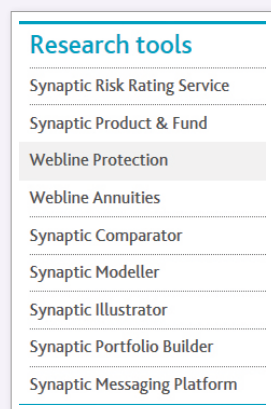 Research tools
Synaptic Risk Rating Service
Synaptic Product & Fund
Webline Protection
Webline Annuities
Synaptic Comparator
Synaptic Modeller
Synaptic Illustrator
Synaptic Portfolio Builder
Synaptic Messaging Platform